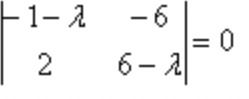 | -1-λ   -6 |
| 2   6-λ | = 0